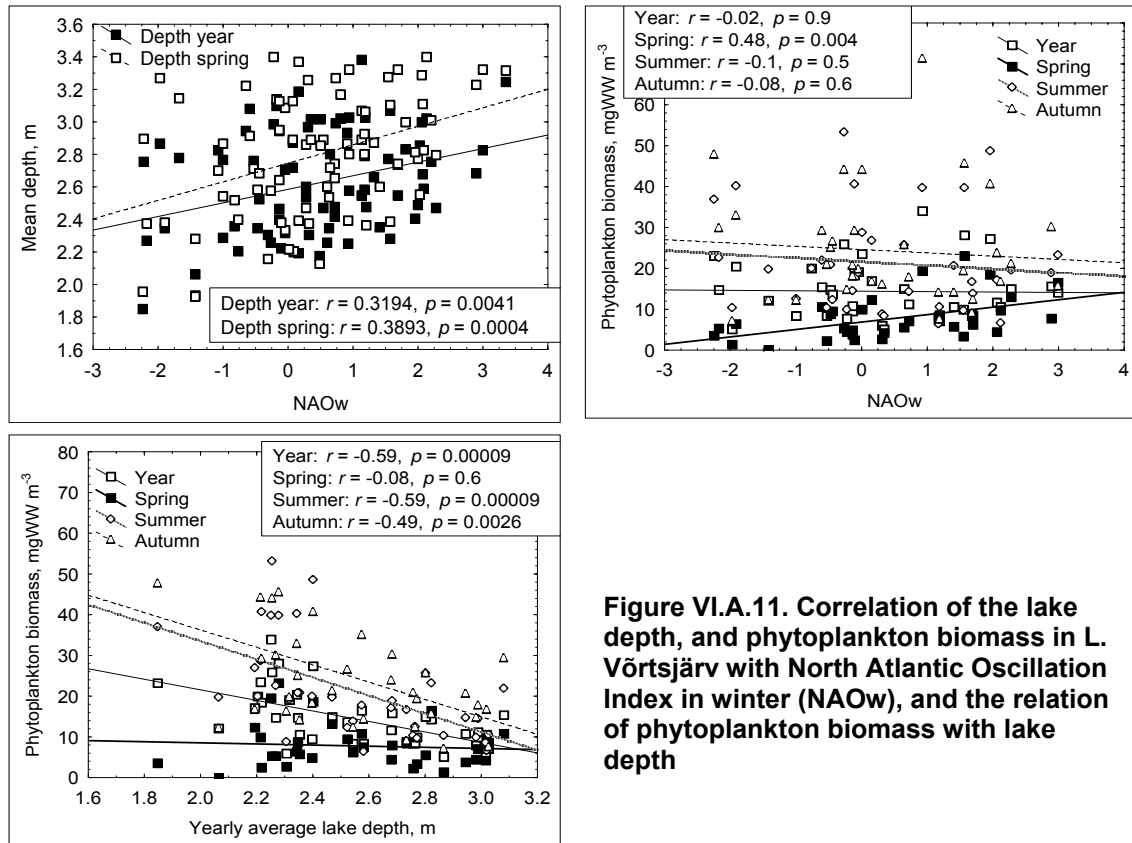 Mean depth, m
3.6
3.4
3.2
3.0
2.8
2.6
2.4
2.2
2.0
1.8
1.6
Depth year
Depth spring
Depth year: r = 0.3194, p = 0.0041
Depth spring: r = 0.3893, p = 0.0004
-3 -2 -1 0 1 2 3 4
NAOw
Year: r = -0.02, p = 0.9
Spring: r = 0.48, p = 0.004
Summer: r = -0.1, p = 0.5
Autumn: r = -0.08, p = 0.6
Year
Spring
Summer
Autumn
Phytoplankton biomass, mgWW m-3
60
50
40
30
20
10
0
-3 -2 -1 0 1 2 3 4
NAOw
Year: r = -0.59, p = 0.00009
Spring: r = -0.08, p = 0.6
Summer: r = -0.59, p = 0.00009
Autumn: r = -0.49, p = 0.0026
Year
Spring
Summer
Autumn
Phytoplankton biomass, mgWW m-3
80
70
60
50
40
30
20
10
0
1.6 1.8 2.0 2.2 2.4 2.6 2.8 3.0 3.2
Yearly average lake depth, m
Figure VI.A.11. Correlation of the lake
depth, and phytoplankton biomass in L.
Võrtsjärv with North Atlantic Oscillation
Index in winter (NAOw), and the relation
of phytoplankton biomass with lake
depth